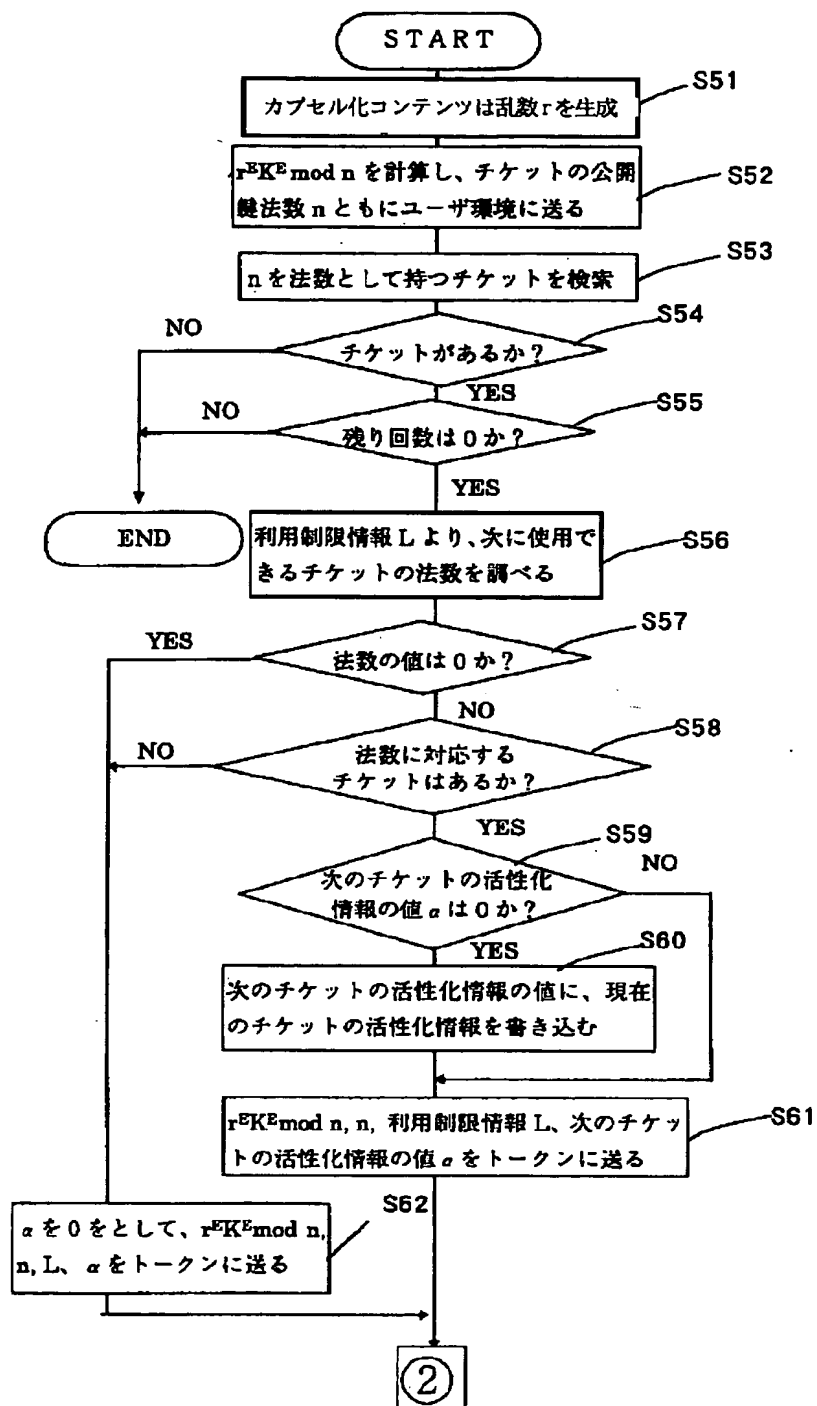 START
S51
カプセル化コンテンツは乱数rを生成
S52
rᴱKᴱ mod n を計算し、チケットの公開
鍵法数 n ともにユーザ環境に送る
S53
n を法数として持つチケットを検索
S54
NO
チケットがあるか？
YES
S55
NO
残り回数は 0 か？
YES
END
S56
利用制限情報 L より、次に使用で
きるチケットの法数を調べる
S57
YES
法数の値は 0 か？
NO
S58
NO
法数に対応する
チケットはあるか？
YES
S59
NO
次のチケットの活性化
情報の値 α は 0 か？
YES
S60
次のチケットの活性化情報の値に、現在
のチケットの活性化情報を書き込む
S61
rᴱKᴱmod n, n, 利用制限情報 L、次のチケッ
トの活性化情報の値 α をトークンに送る
S62
α を 0 をとして、rᴱKᴱmod n,
n, L、α をトークンに送る
②